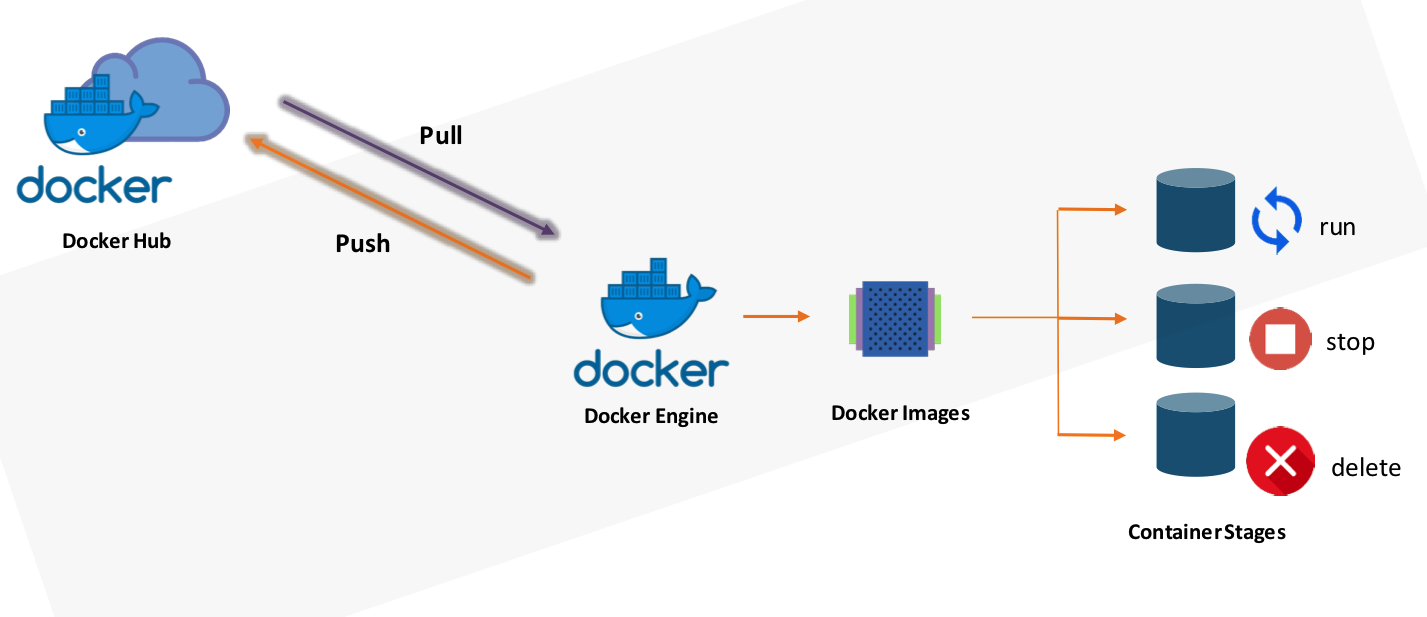 docker
Docker Hub
Pull
Push
docker
Docker Engine
Docker Images
run
stop
delete
Container Stages